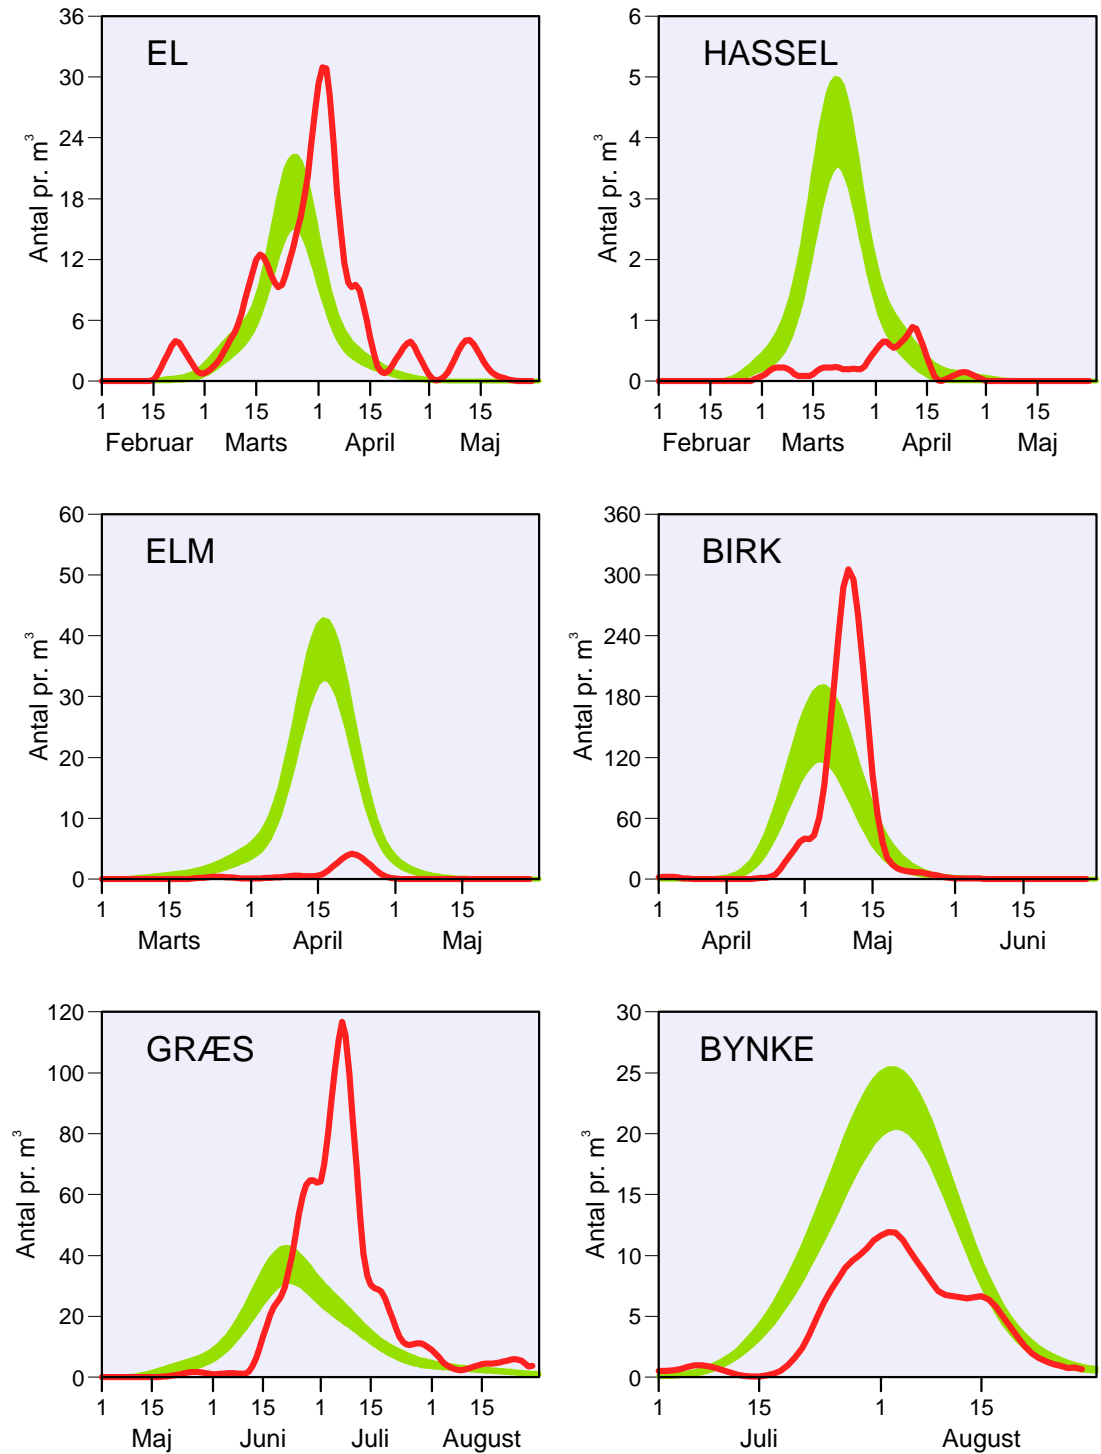 EL
Antal pr. m³
36
30
24
18
12
6
0
1 15 1 15 1 15 1 15
Februar Marts April Maj
HASSEL
Antal pr. m³
6
5
4
3
2
1
0
1 15 1 15 1 15 1 15
Februar Marts April Maj
ELM
Antal pr. m³
60
50
40
30
20
10
0
1 15 1 15 1 15
Marts April Maj
BIRK
Antal pr. m³
360
300
240
180
120
60
0
1 15 1 15 1 15
April Maj Juni
GRÆS
Antal pr. m³
120
100
80
60
40
20
0
1 15 1 15 1 15 1 15
Maj Juni Juli August
BYNKE
Antal pr. m³
30
25
20
15
10
5
0
1 15 1 15
Juli August